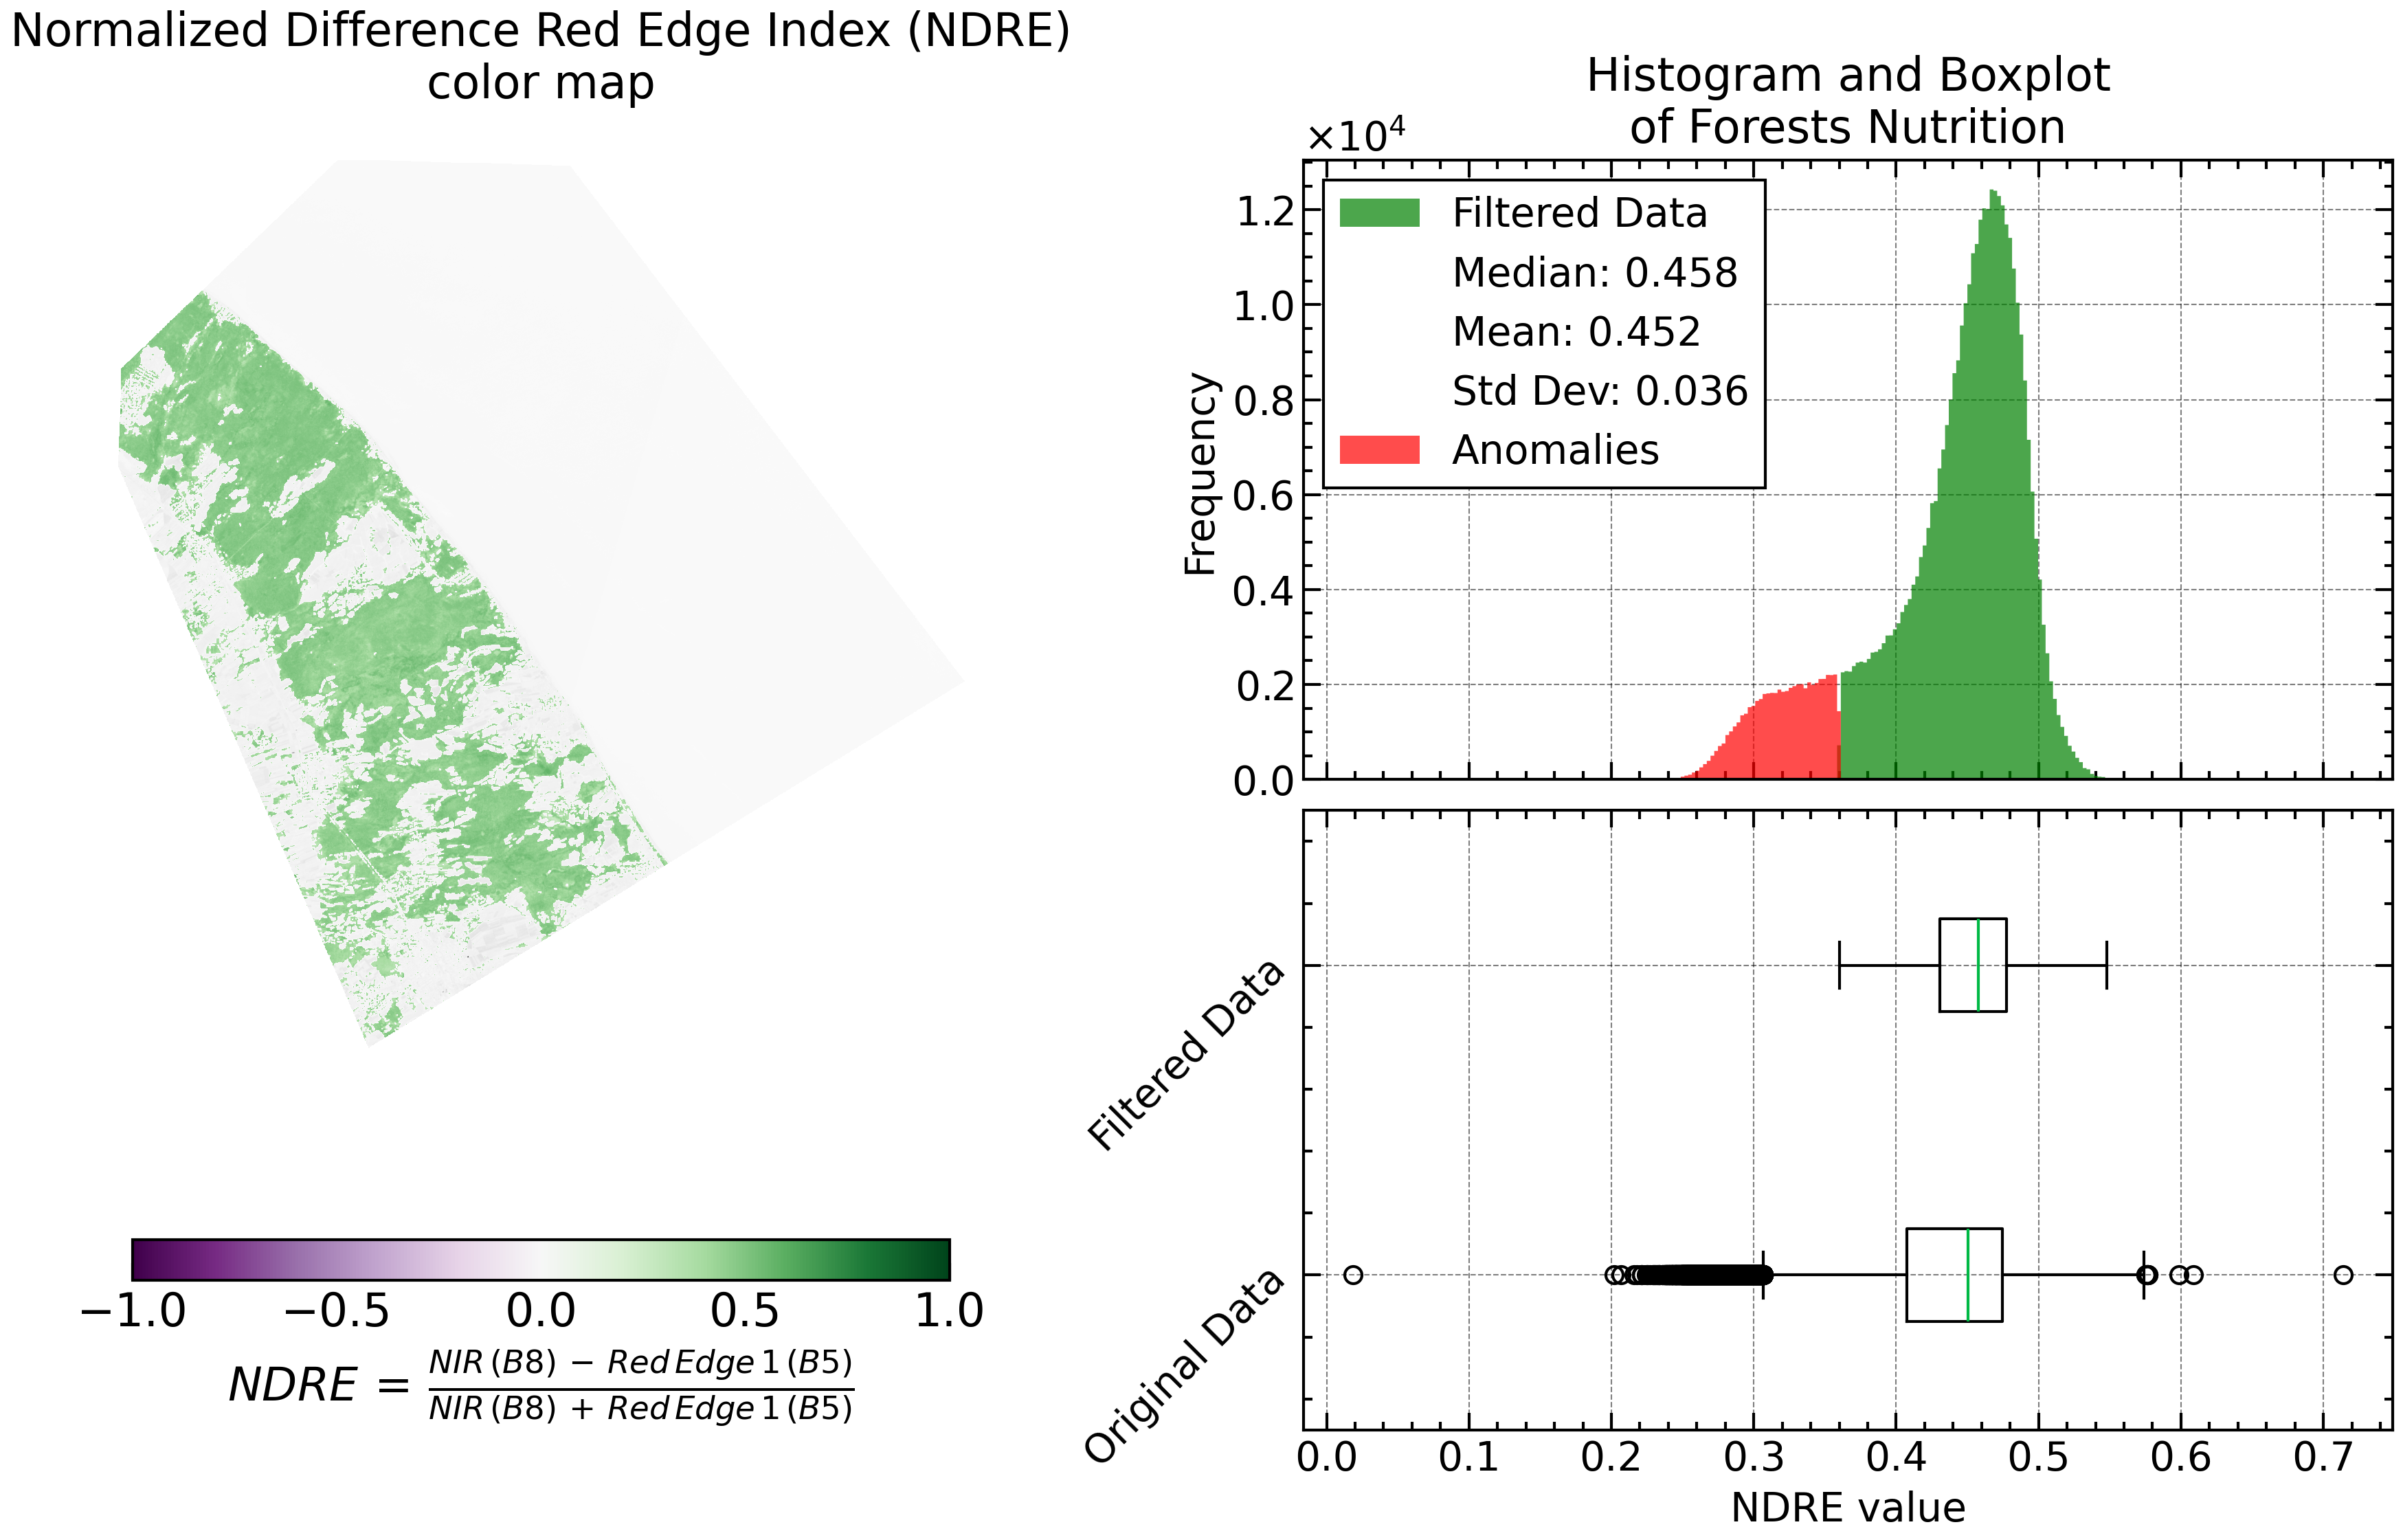 Normalized Difference Red Edge Index (NDRE)
color map
−1.0 −0.5 0.0 0.5 1.0
NDRE = NIR (B8) − Red Edge 1 (B5) / NIR (B8) + Red Edge 1 (B5)
Histogram and Boxplot
of Forests Nutrition
×10⁴
1.2
1.0
0.8
0.6
0.4
0.2
0.0
Frequency
Filtered Data
Median: 0.458
Mean: 0.452
Std Dev: 0.036
Anomalies
Filtered Data
Original Data
0.0 0.1 0.2 0.3 0.4 0.5 0.6 0.7
NDRE value